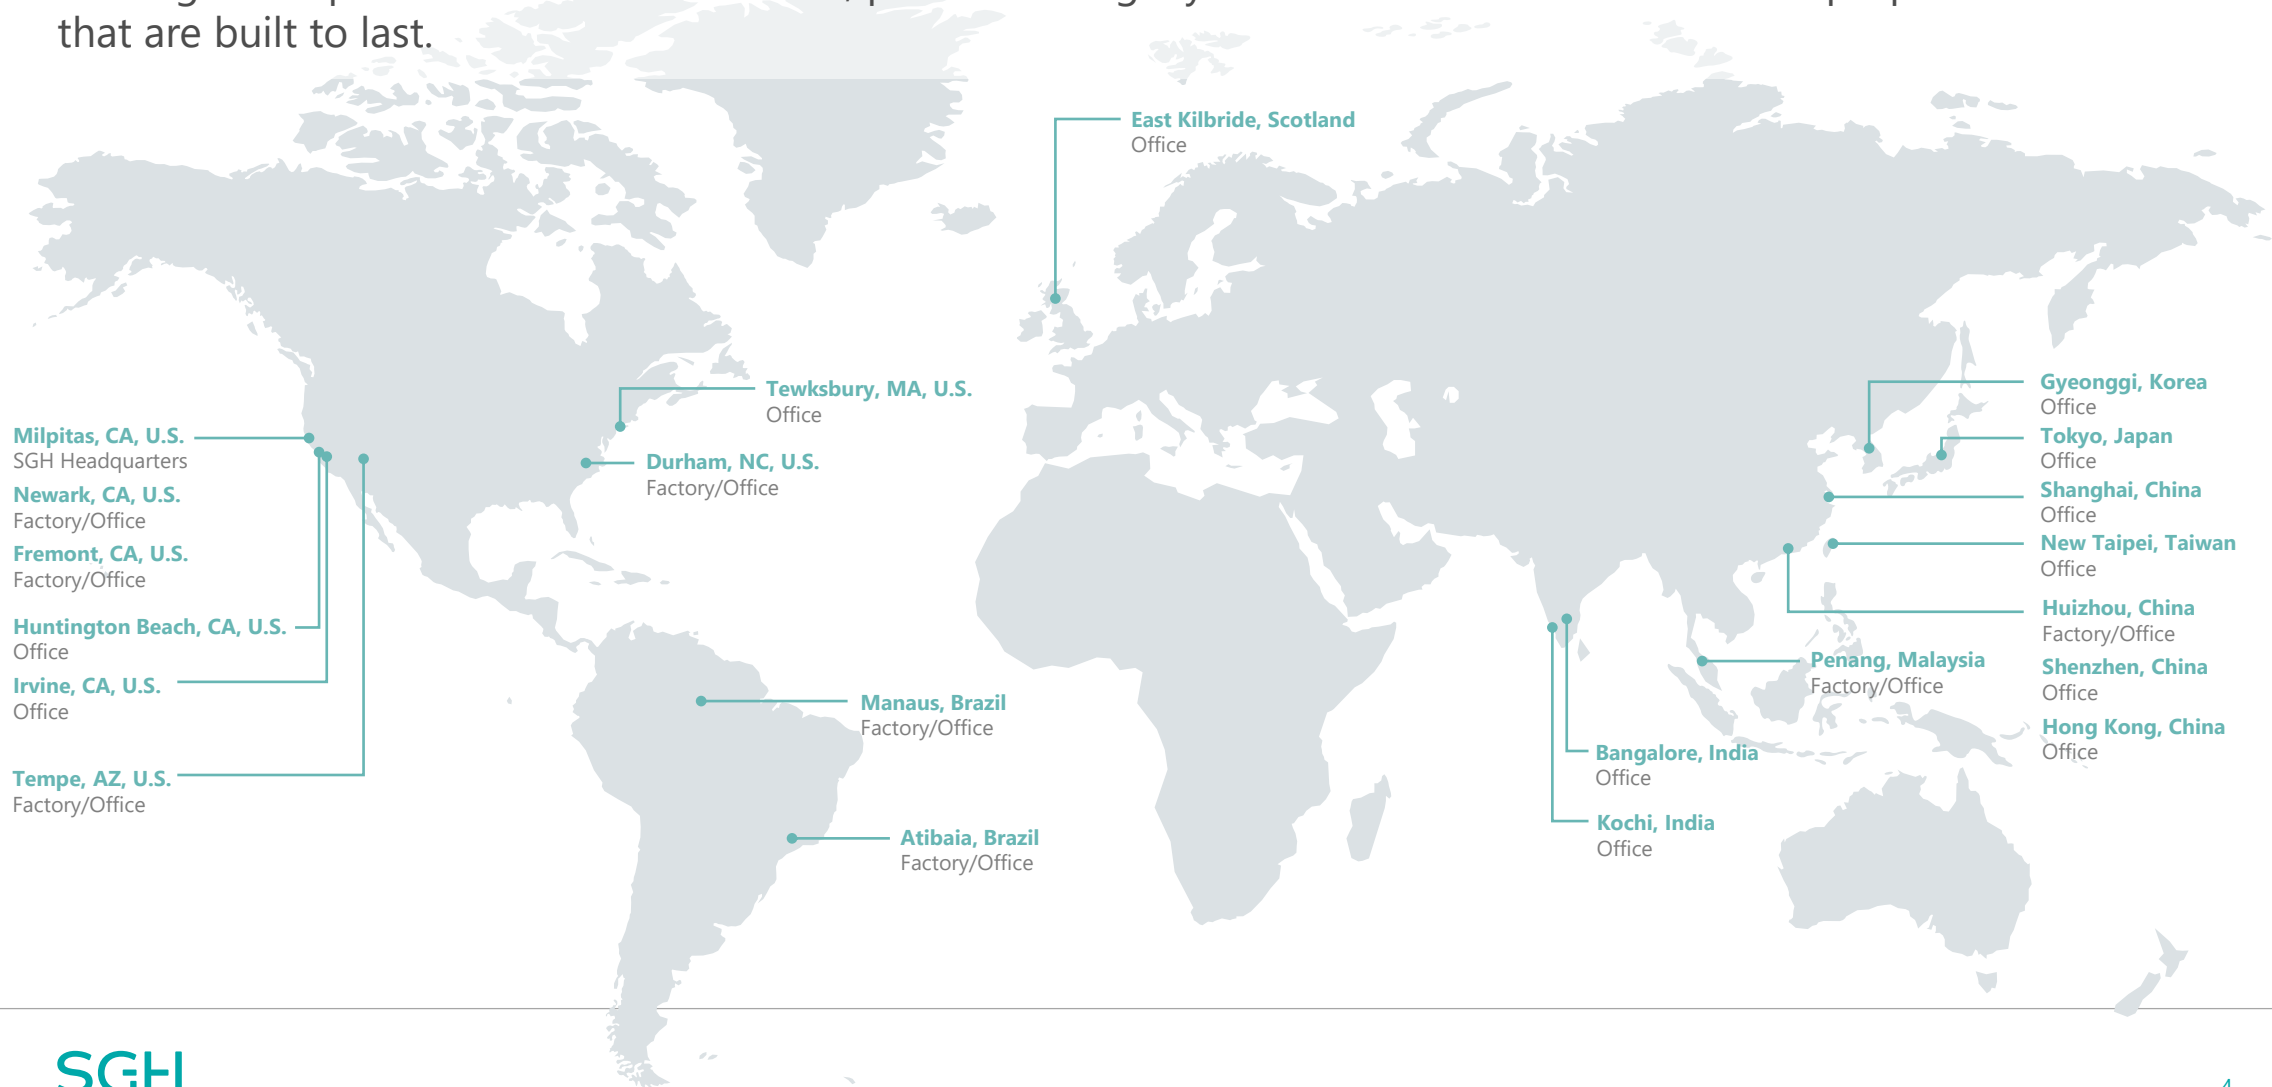 that are built to last.
East Kilbride, Scotland
Office
Tewksbury, MA, U.S.
Office
Durham, NC, U.S.
Factory/Office
Milpitas, CA, U.S.
SGH Headquarters
Newark, CA, U.S.
Factory/Office
Fremont, CA, U.S.
Factory/Office
Huntington Beach, CA, U.S.
Office
Irvine, CA, U.S.
Office
Tempe, AZ, U.S.
Factory/Office
Manaus, Brazil
Factory/Office
Atibaia, Brazil
Factory/Office
Gyeonggi, Korea
Office
Tokyo, Japan
Office
Shanghai, China
Office
New Taipei, Taiwan
Office
Huizhou, China
Factory/Office
Shenzhen, China
Office
Hong Kong, China
Office
Penang, Malaysia
Factory/Office
Bangalore, India
Office
Kochi, India
Office
SGH
4